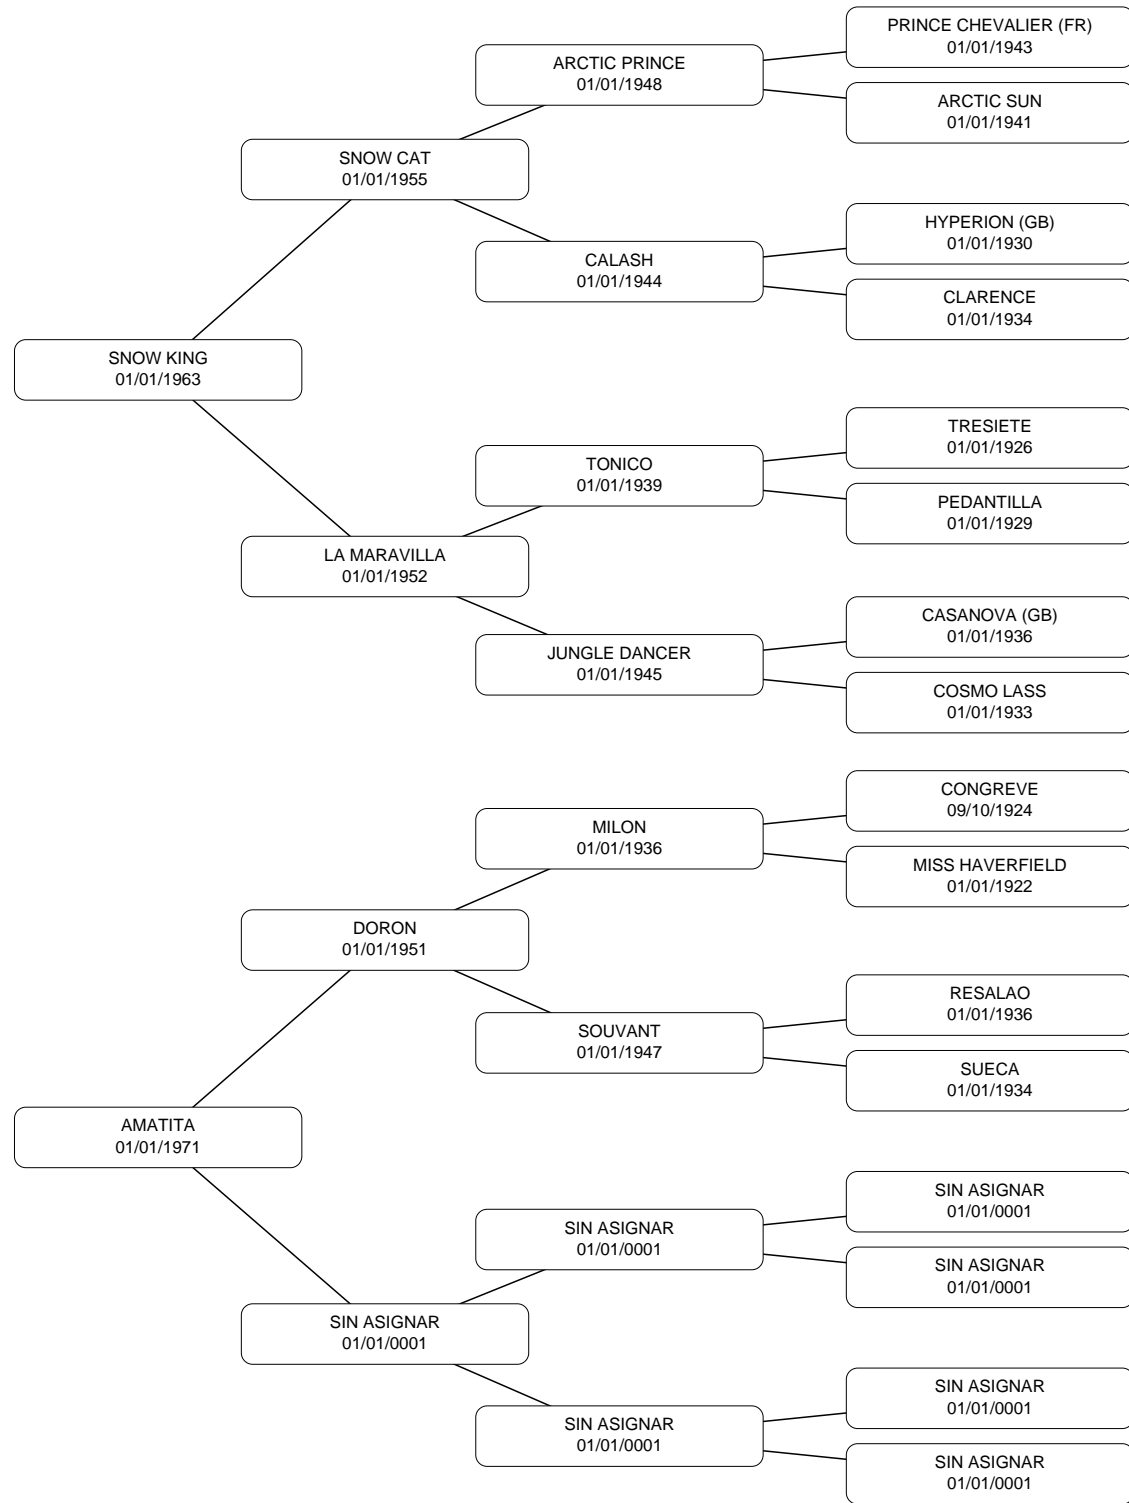 PRINCE CHEVALIER (FR)
01/01/1943
ARCTIC PRINCE
01/01/1948
ARCTIC SUN
01/01/1941
SNOW CAT
01/01/1955
HYPERION (GB)
01/01/1930
CALASH
01/01/1944
CLARENCE
01/01/1934
SNOW KING
01/01/1963
TRESIETE
01/01/1926
TONICO
01/01/1939
PEDANTILLA
01/01/1929
LA MARAVILLA
01/01/1952
CASANOVA (GB)
01/01/1936
JUNGLE DANCER
01/01/1945
COSMO LASS
01/01/1933
CONGREVE
09/10/1924
MILON
01/01/1936
MISS HAVERFIELD
01/01/1922
DORON
01/01/1951
RESALAO
01/01/1936
SOUVANT
01/01/1947
SUECA
01/01/1934
AMATITA
01/01/1971
SIN ASIGNAR
01/01/0001
SIN ASIGNAR
01/01/0001
SIN ASIGNAR
01/01/0001
SIN ASIGNAR
01/01/0001
SIN ASIGNAR
01/01/0001
SIN ASIGNAR
01/01/0001
SIN ASIGNAR
01/01/0001